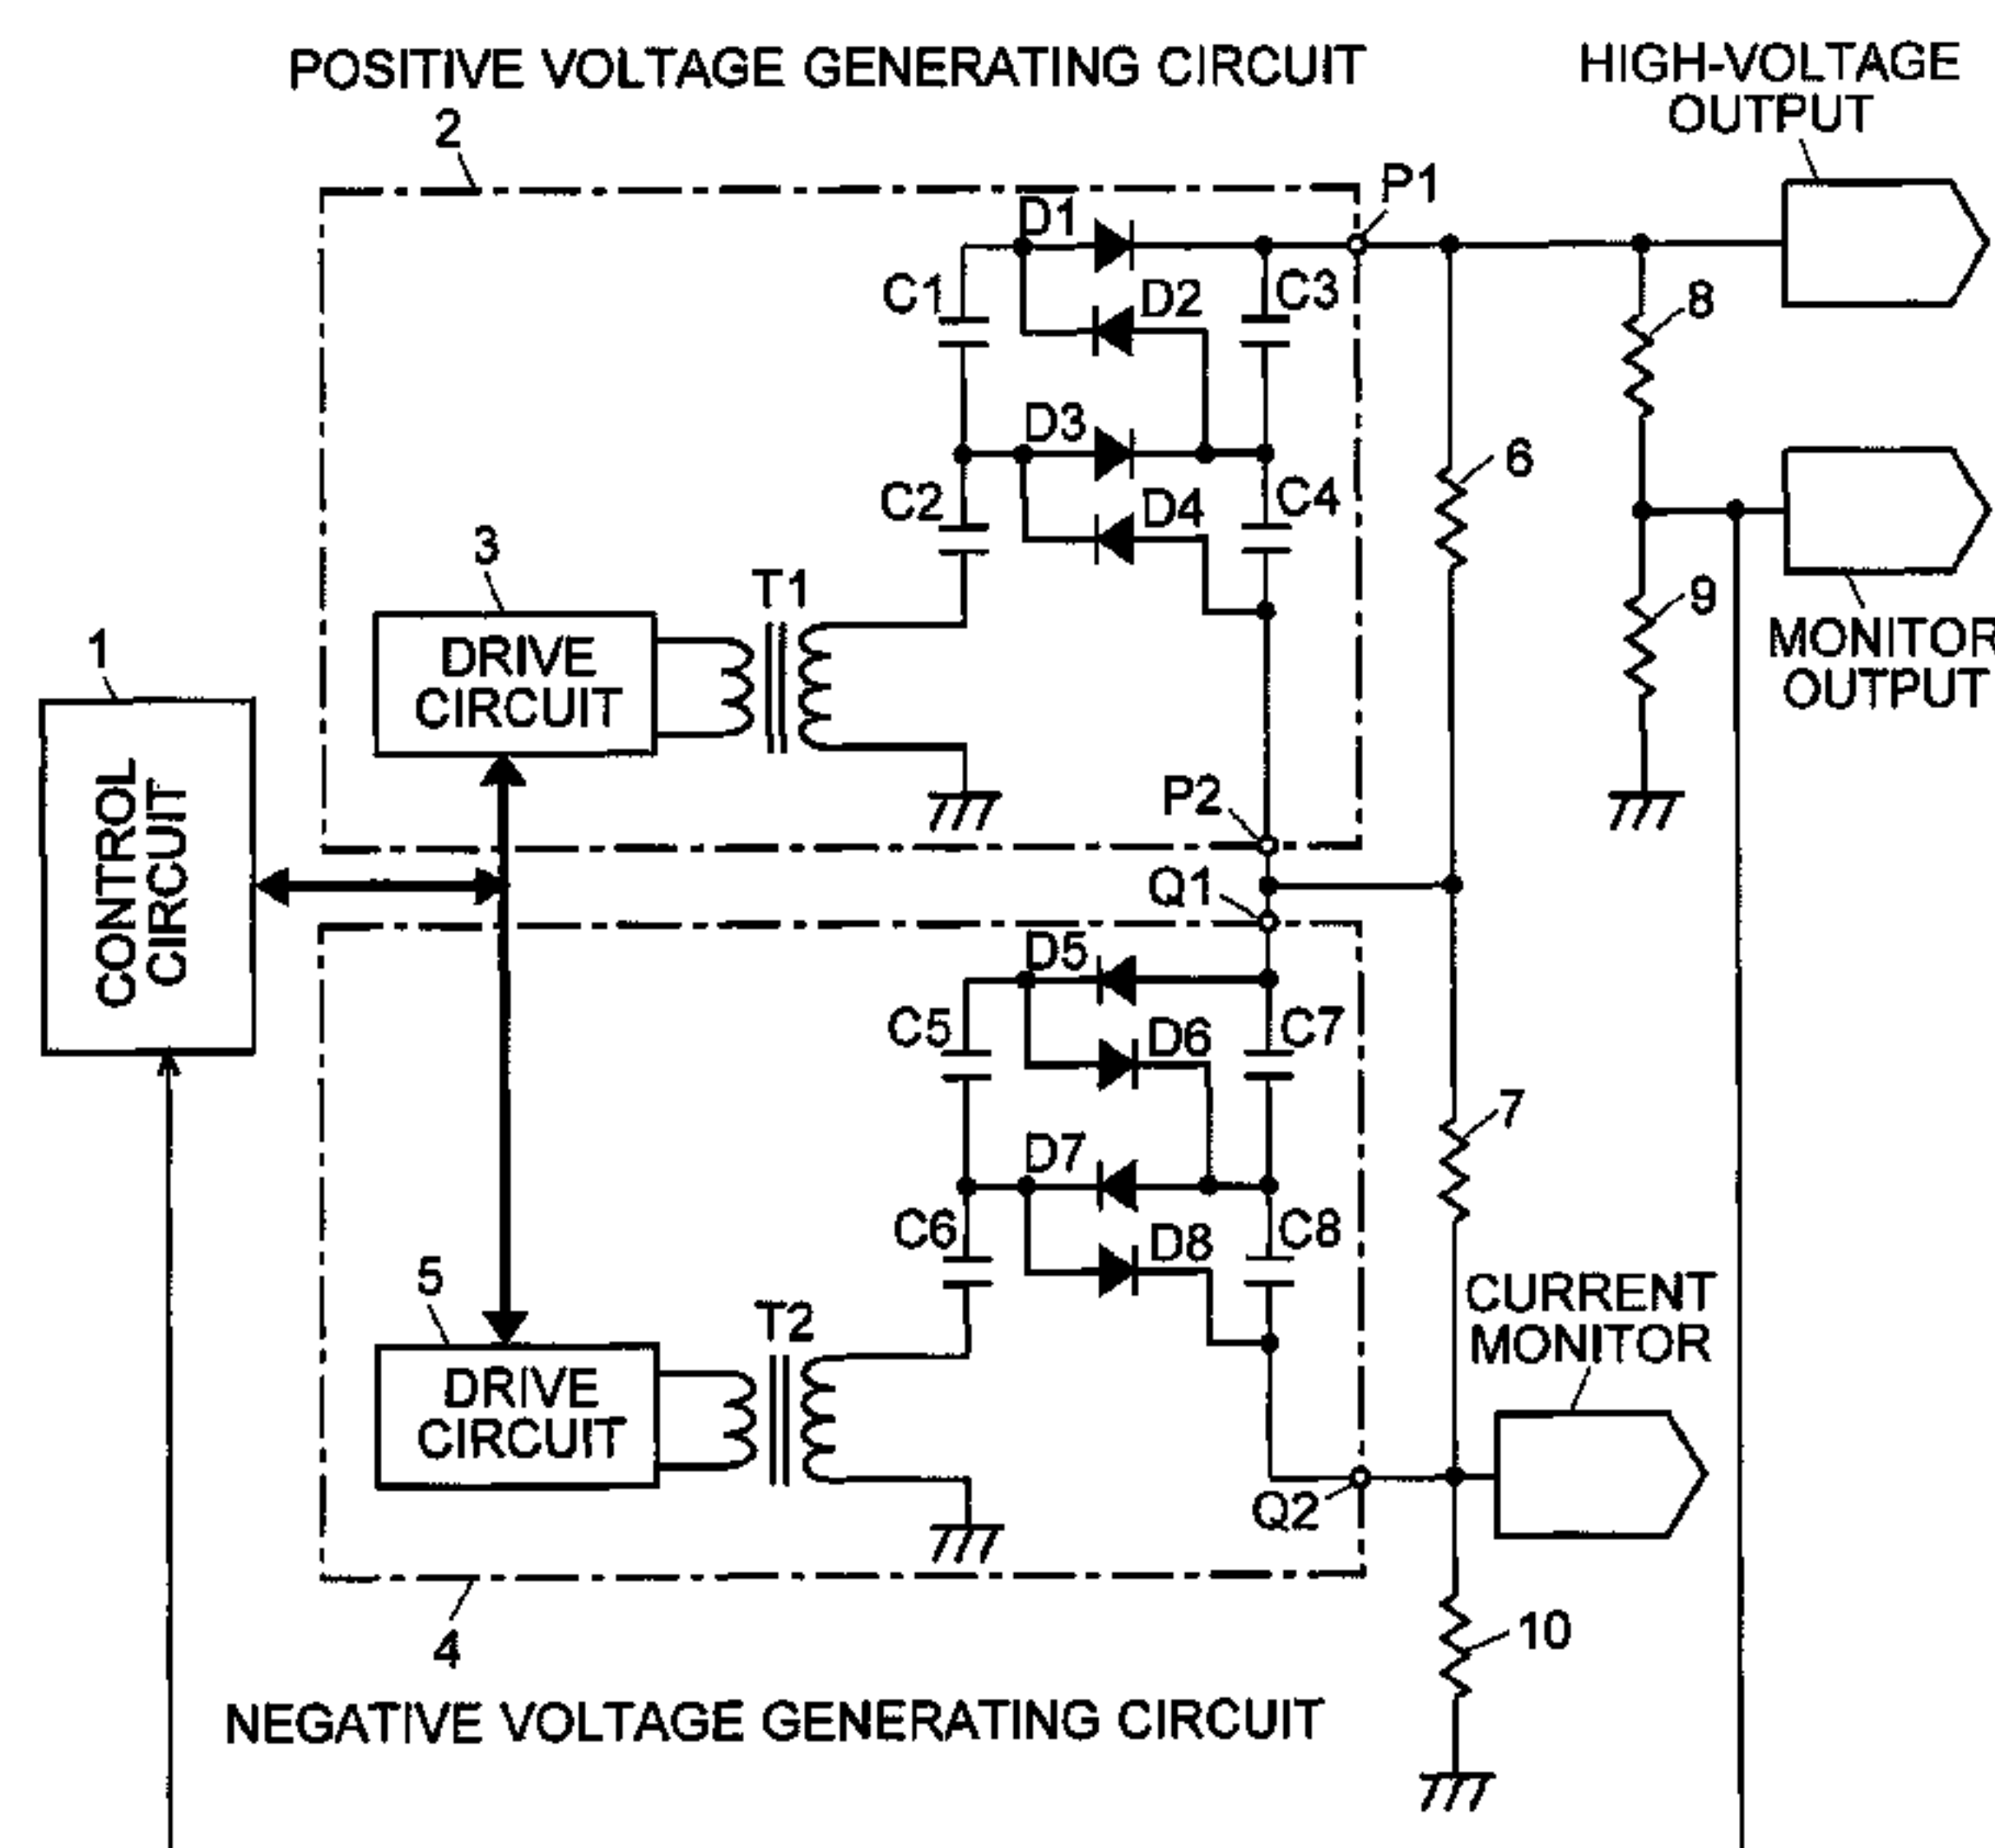 POSITIVE VOLTAGE GENERATING CIRCUIT
HIGH-VOLTAGE
OUTPUT
2
P1
D1
C1
D2
C3
8
D3
6
C2
D4
C4
3
T1
9
DRIVE
CIRCUIT
MONITOR
OUTPUT
1
CONTROL
CIRCUIT
P2
Q1
D5
C5
D6
C7
D7
7
C6
D8
C8
5
T2
CURRENT
MONITOR
DRIVE
CIRCUIT
Q2
4
10
NEGATIVE VOLTAGE GENERATING CIRCUIT